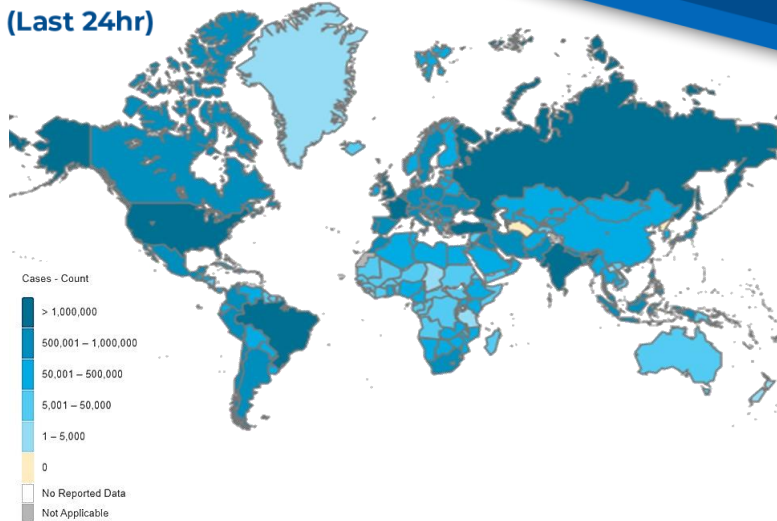 (Last 24hr)
Cases - Count
> 1,000,000
500,001 – 1,000,000
50,001 – 500,000
5,001 – 50,000
1 – 5,000
0
No Reported Data
Not Applicable